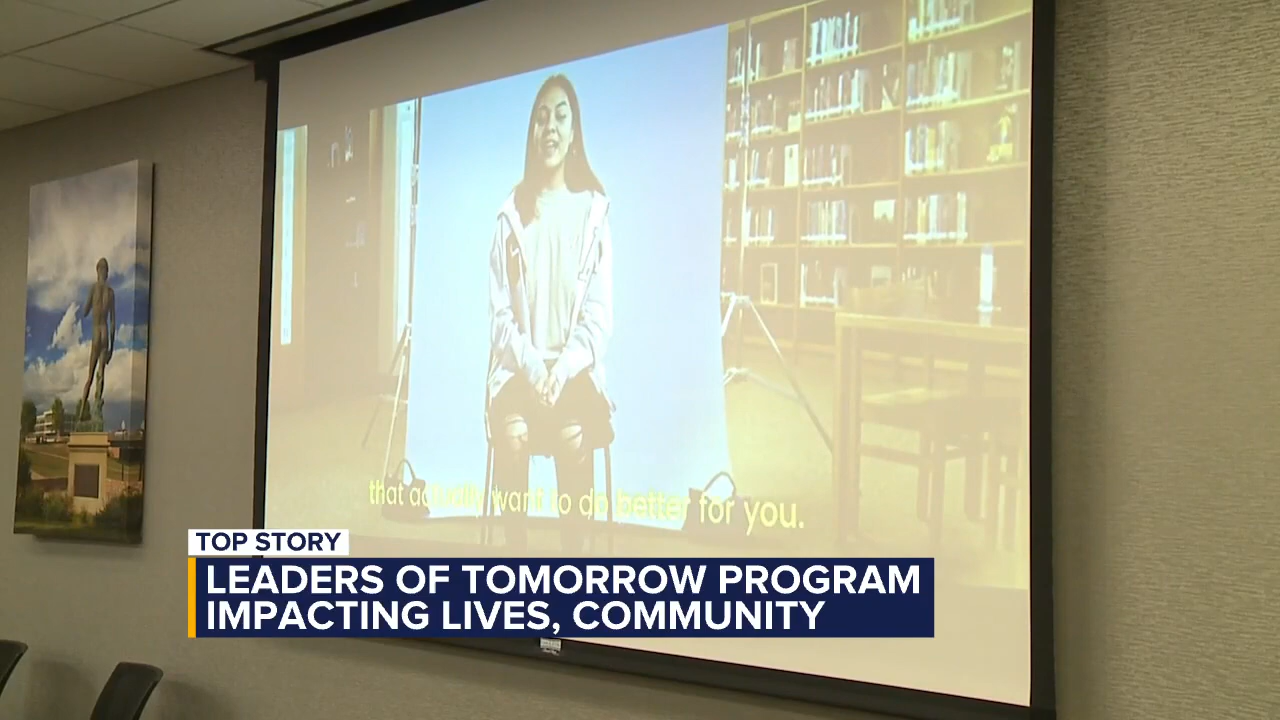 that actually want to do better for you.
TOP STORY
LEADERS OF TOMORROW PROGRAM
IMPACTING LIVES, COMMUNITY